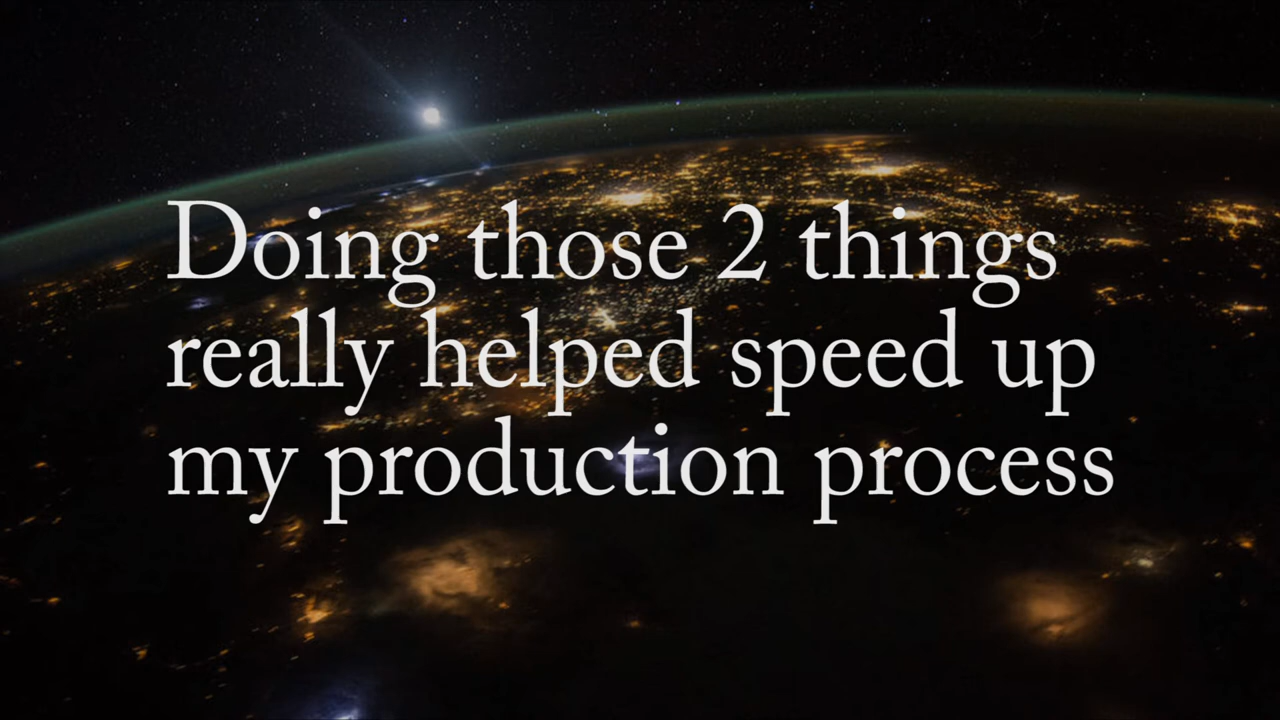 Doing those 2 things
really helped speed up
my production process